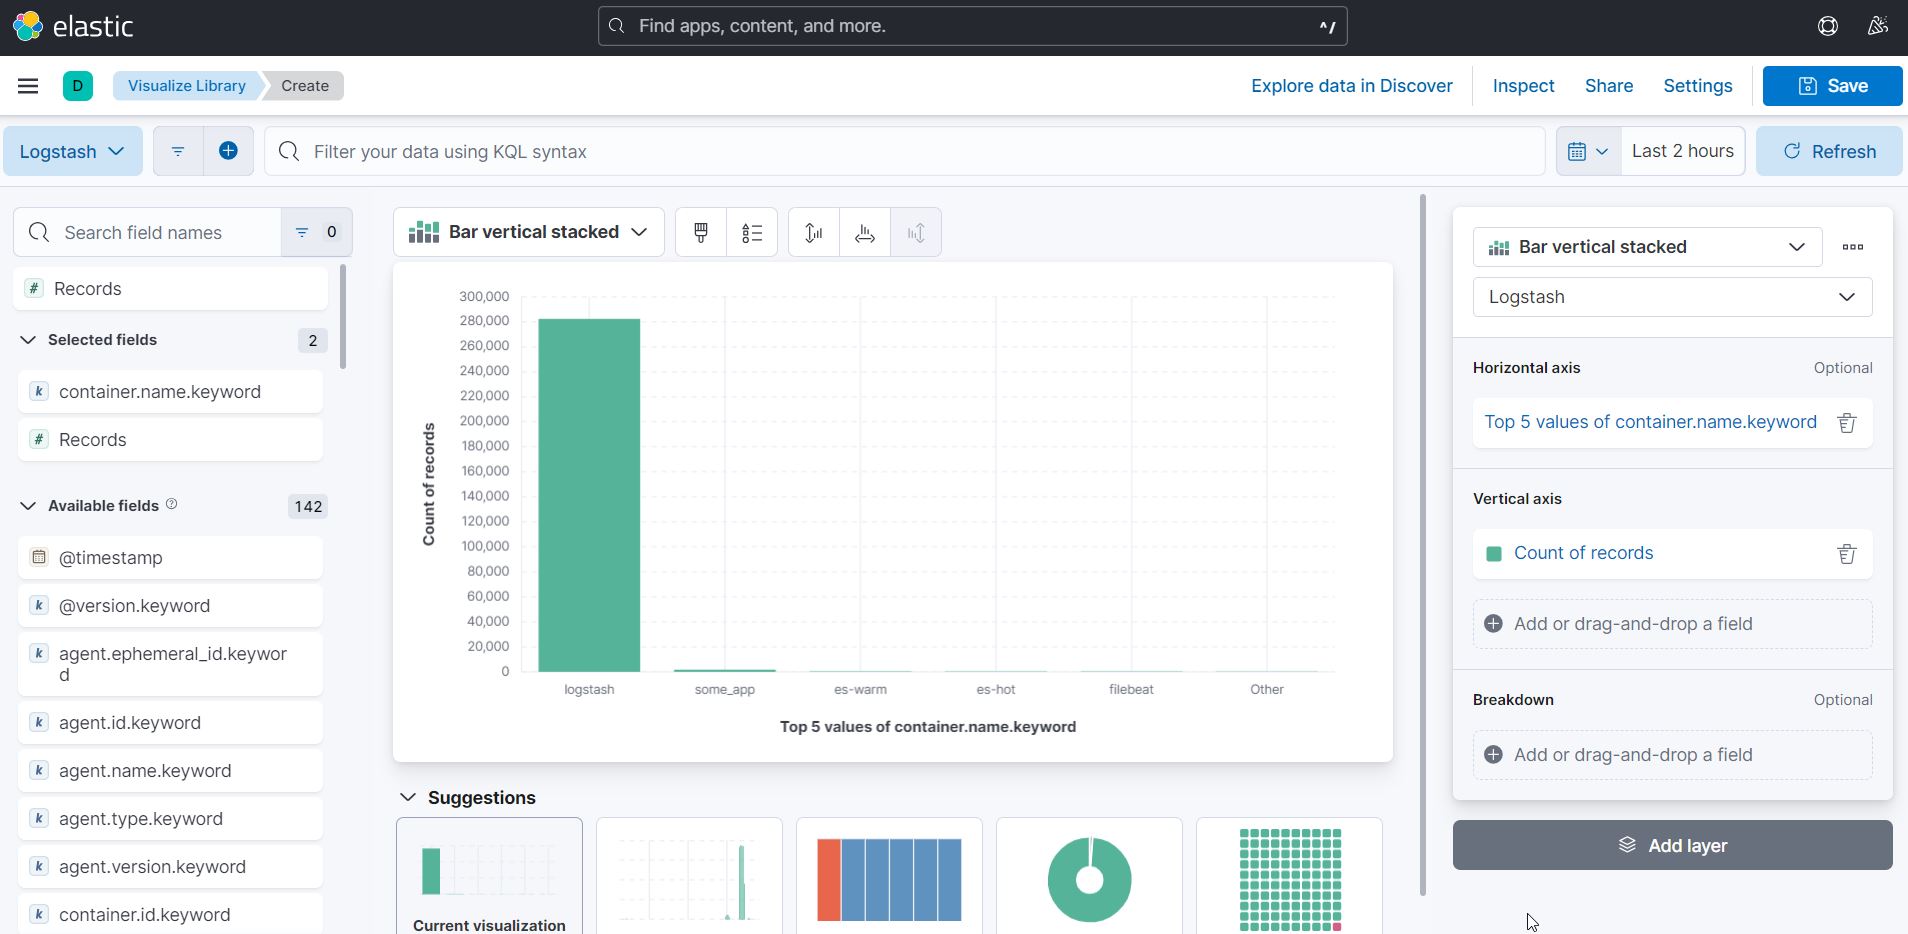 elastic
Find apps, content, and more.
^/
D
Visualize Library
Create
Explore data in Discover
Inspect
Share
Settings
Save
Logstash
Filter your data using KQL syntax
Last 2 hours
Refresh
Search field names
0
# Records
Selected fields
2
k container.name.keyword
# Records
Available fields
142
@timestamp
k @version.keyword
k agent.ephemeral_id.keywor
d
k agent.id.keyword
k agent.name.keyword
k agent.type.keyword
k agent.version.keyword
k container.id.keyword
Bar vertical stacked
300,000
280,000
260,000
240,000
220,000
200,000
180,000
160,000
140,000
120,000
100,000
80,000
60,000
40,000
20,000
0
Count of records
logstash
some_app
es-warm
es-hot
filebeat
Other
Top 5 values of container.name.keyword
Suggestions
Current visualization
Bar vertical stacked
Logstash
Horizontal axis
Optional
Top 5 values of container.name.keyword
Vertical axis
Count of records
Add or drag-and-drop a field
Breakdown
Optional
Add or drag-and-drop a field
Add layer